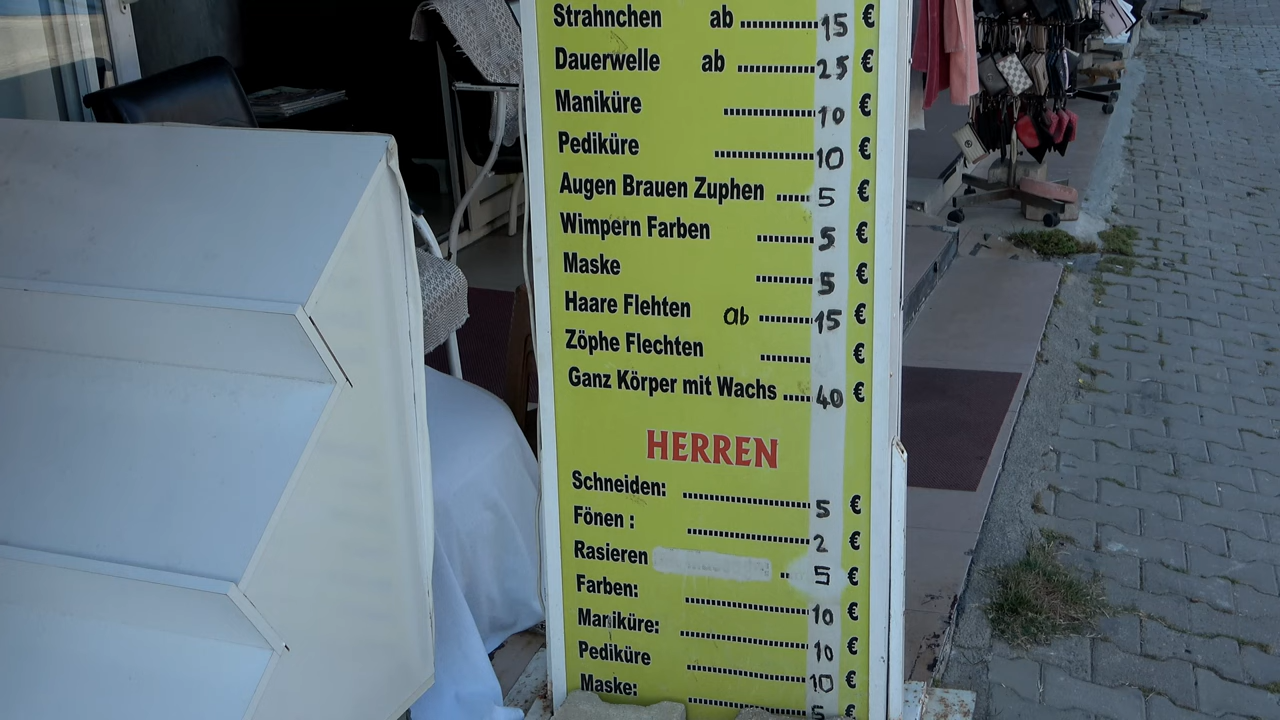 Strähnchen ab ............ 15 €
Dauerwelle ab ............ 25 €
Maniküre .............. 10 €
Pediküre ............... 10 €
Augen Brauen Zuphen ..... 5 €
Wimpern Farben ........ 5 €
Maske ........ 5 €
Haare Flehten ab ........ 15 €
Zöphe Flechten ....... €
Ganz Körper mit Wachs ..... 40 €
HERREN
Schneiden: .................... 5 €
Fönen : ................... 2 €
Rasieren .. 5 €
Farben: ................... 10 €
Maniküre: .................... 10 €
Pediküre ................... 10 €
Maske: ................... 5 €